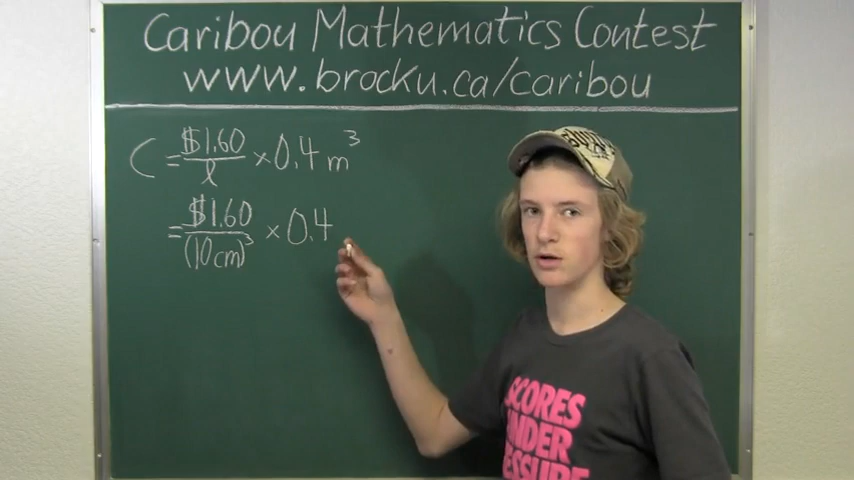 Caribou Mathematics Contest
www.brocku.ca/caribou
C = $1.60/l × 0.4 m³
= $1.60/(10cm)³ × 0.4
SCORES
UNDER